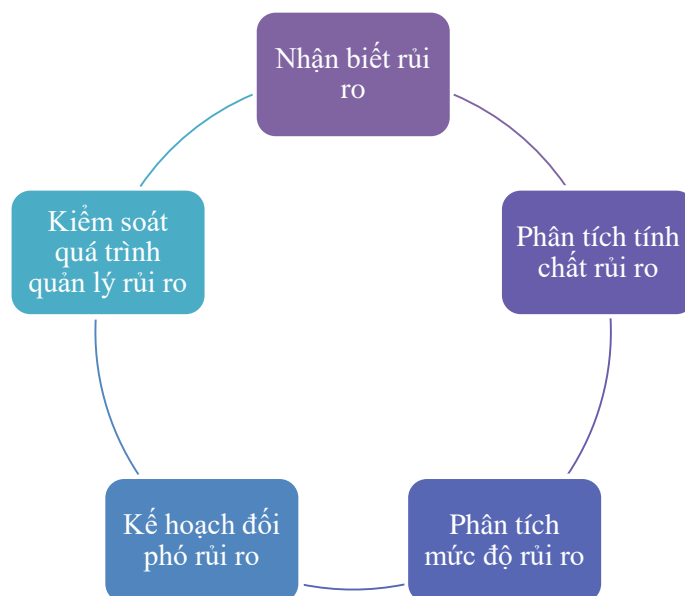 Nhận biết rủi
ro
Phân tích tính
chất rủi ro
Phân tích
mức độ rủi ro
Kế hoạch đối
phó rủi ro
Kiểm soát
quá trình
quản lý rủi ro